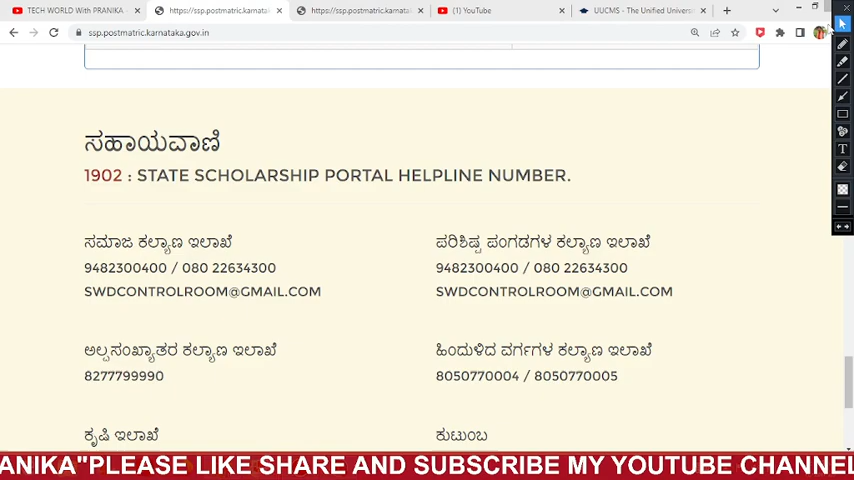 TECH WORLD With PRANIKA -
https://ssp.postmatric.karnata
https://ssp.postmatric.karnata
(1) YouTube
UUCMS - The Unified Univers
ssp.postmatric.karnataka.gov.in
ಸಹಾಯವಾಣಿ
1902 : STATE SCHOLARSHIP PORTAL HELPLINE NUMBER.
ಸಮಾಜ ಕಲ್ಯಾಣ ಇಲಾಖೆ
9482300400 / 080 22634300
SWDCONTROLROOM@GMAIL.COM
ಪರಿಶಿಷ್ಟ ಪಂಗಡಗಳ ಕಲ್ಯಾಣ ಇಲಾಖೆ
9482300400 / 080 22634300
SWDCONTROLROOM@GMAIL.COM
ಅಲ್ಪಸಂಖ್ಯಾತರ ಕಲ್ಯಾಣ ಇಲಾಖೆ
8277799990
ಹಿಂದುಳಿದ ವರ್ಗಗಳ ಕಲ್ಯಾಣ ಇಲಾಖೆ
8050770004 / 8050770005
ಕೃಷಿ ಇಲಾಖೆ
ಕುಟುಂಬ
ANIKA"PLEASE LIKE SHARE AND SUBSCRIBE MY YOUTUBE CHANNEL